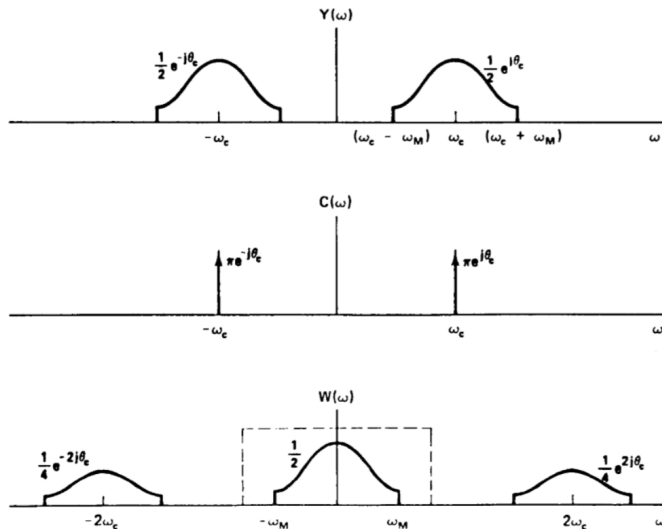 Y(ω)
1/2 e^{-jθ_c}
1/2 e^{jθ_c}
-ω_c
(ω_c - ω_M)
ω_c
(ω_c + ω_M)
ω
C(ω)
πe^{-jθ_c}
πe^{jθ_c}
-ω_c
ω_c
ω
W(ω)
1/4 e^{-2jθ_c}
1/2
1/4 e^{2jθ_c}
-2ω_c
-ω_M
ω_M
2ω_c
ω